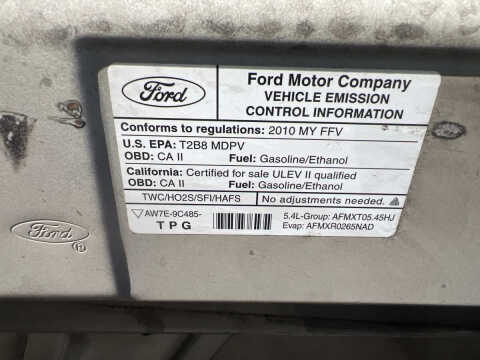 Ford
Ford Motor Company
VEHICLE EMISSION
CONTROL INFORMATION
Conforms to regulations: 2010 MY FFV
U.S. EPA: T2B8 MDPV
OBD: CA II Fuel: Gasoline/Ethanol
California: Certified for sale ULEV II qualified
OBD: CA II Fuel: Gasoline/Ethanol
TWC/HO2S/SFI/HAFS No adjustments needed.
AW7E-9C485-
TPG
5.4L-Group: AFMXT05.45HJ
Evap: AFMXR0265NAD
Ford